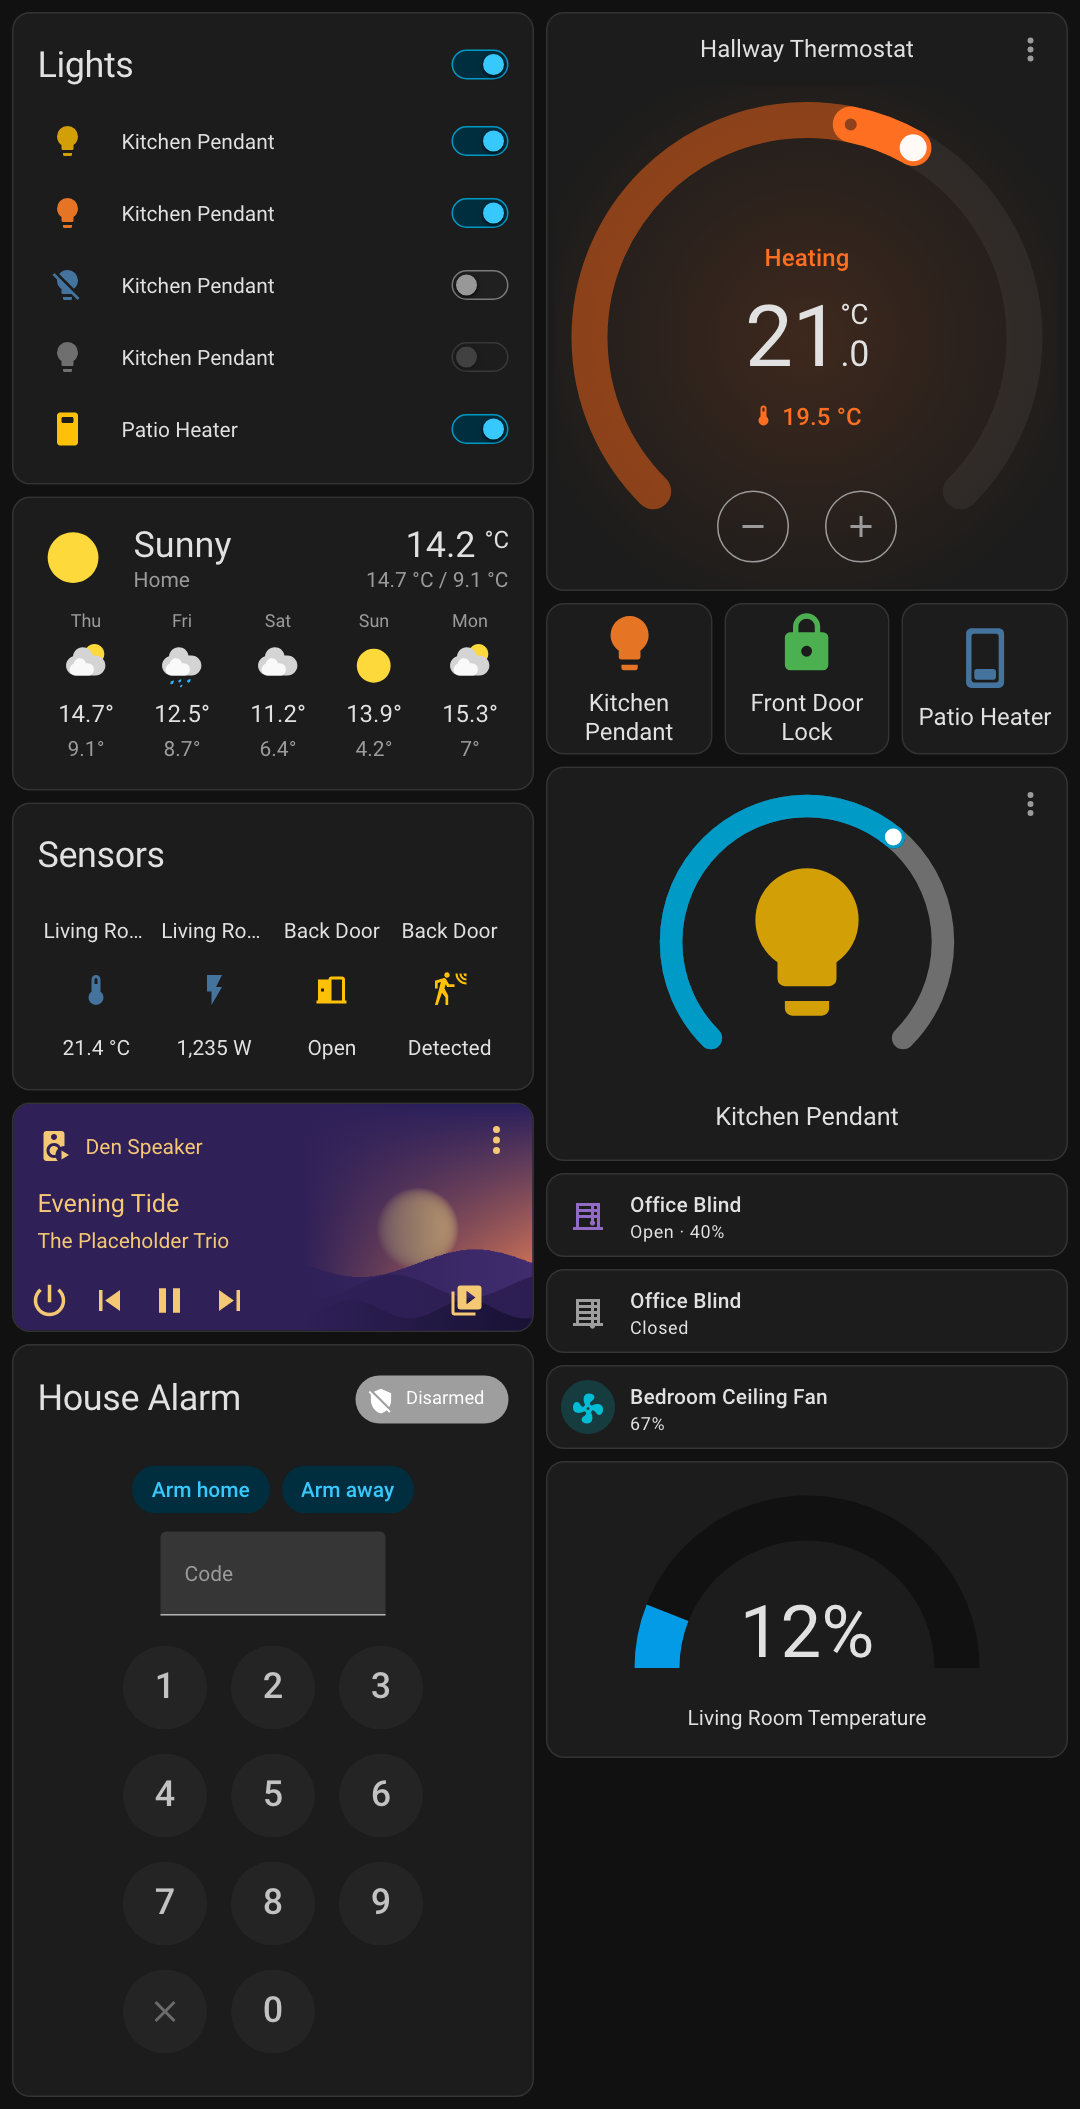 Lights
Kitchen Pendant
Kitchen Pendant
Kitchen Pendant
Kitchen Pendant
Patio Heater
Sunny
14.2 °C
Home
14.7 °C / 9.1 °C
Thu Fri Sat Sun Mon
14.7° 12.5° 11.2° 13.9° 15.3°
9.1° 8.7° 6.4° 4.2° 7°
Sensors
Living Ro... Living Ro... Back Door Back Door
21.4 °C 1,235 W Open Detected
Den Speaker
Evening Tide
The Placeholder Trio
House Alarm
Disarmed
Arm home Arm away
Code
1 2 3
4 5 6
7 8 9
0
Hallway Thermostat
Heating
21.0 °C
19.5 °C
Kitchen
Pendant
Front Door
Lock
Patio Heater
Kitchen Pendant
Office Blind
Open · 40%
Office Blind
Closed
Bedroom Ceiling Fan
67%
12%
Living Room Temperature